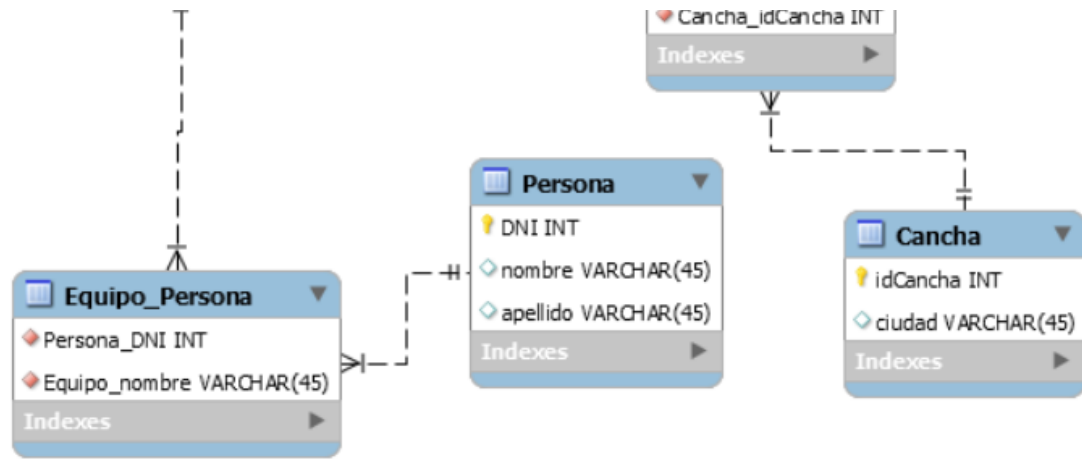 Cancha_idCancha INT
Indexes
Persona
DNI INT
nombre VARCHAR(45)
apellido VARCHAR(45)
Indexes
Cancha
idCancha INT
ciudad VARCHAR(45)
Indexes
Equipo_Persona
Persona_DNI INT
Equipo_nombre VARCHAR(45)
Indexes